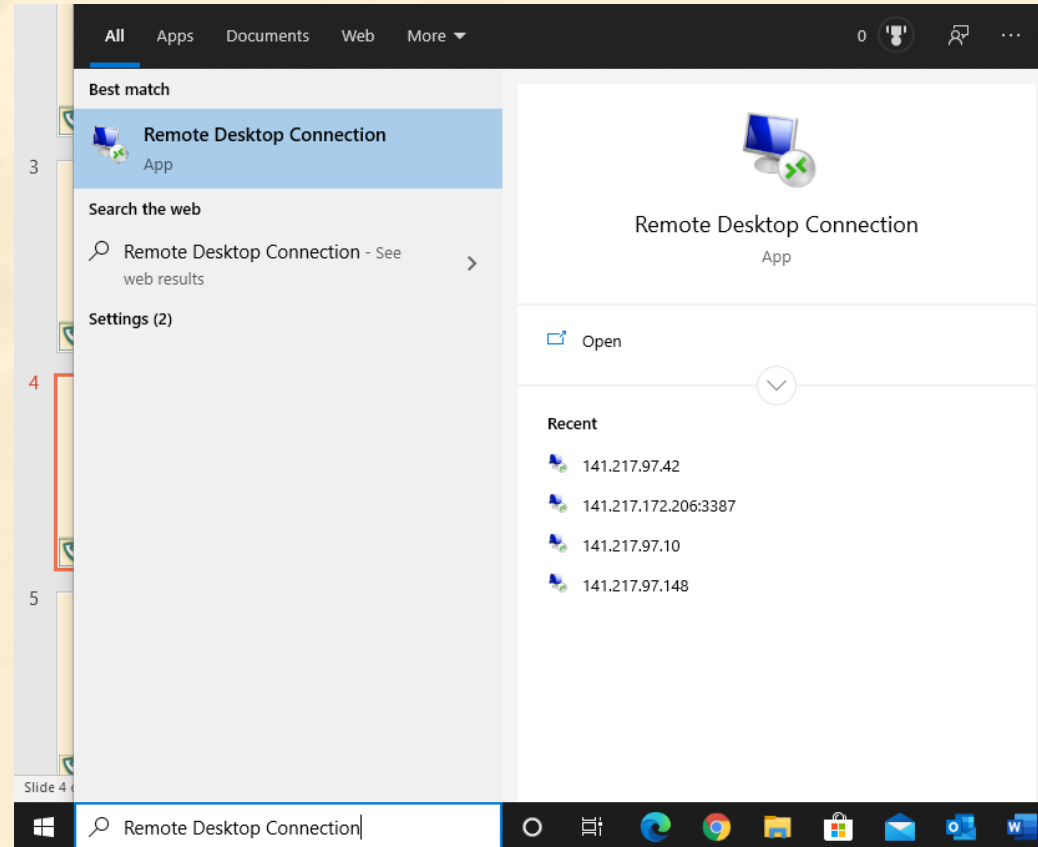 All Apps Documents Web More 0 ...
Best match
Remote Desktop Connection
App
Search the web
Remote Desktop Connection - See
web results
Settings (2)
Remote Desktop Connection
App
Open
Recent
141.217.97.42
141.217.172.206:3387
141.217.97.10
141.217.97.148
3
4
5
Slide 4
Remote Desktop Connection